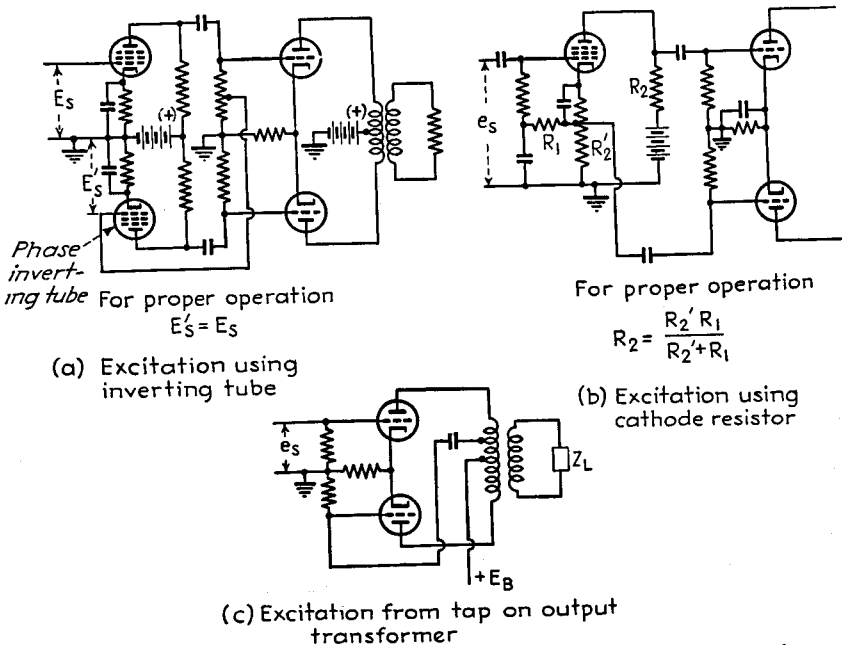 E_S
E_S'
(+)
(+)
Phase
invert-
ing tube
For proper operation
E_S' = E_S
(a) Excitation using
inverting tube
e_s
R_1
R_2'
R_2
For proper operation
R_2 = R_2' R_1 / R_2' + R_1
(b) Excitation using
cathode resistor
e_s
Z_L
+E_B
(c) Excitation from tap on output
transformer